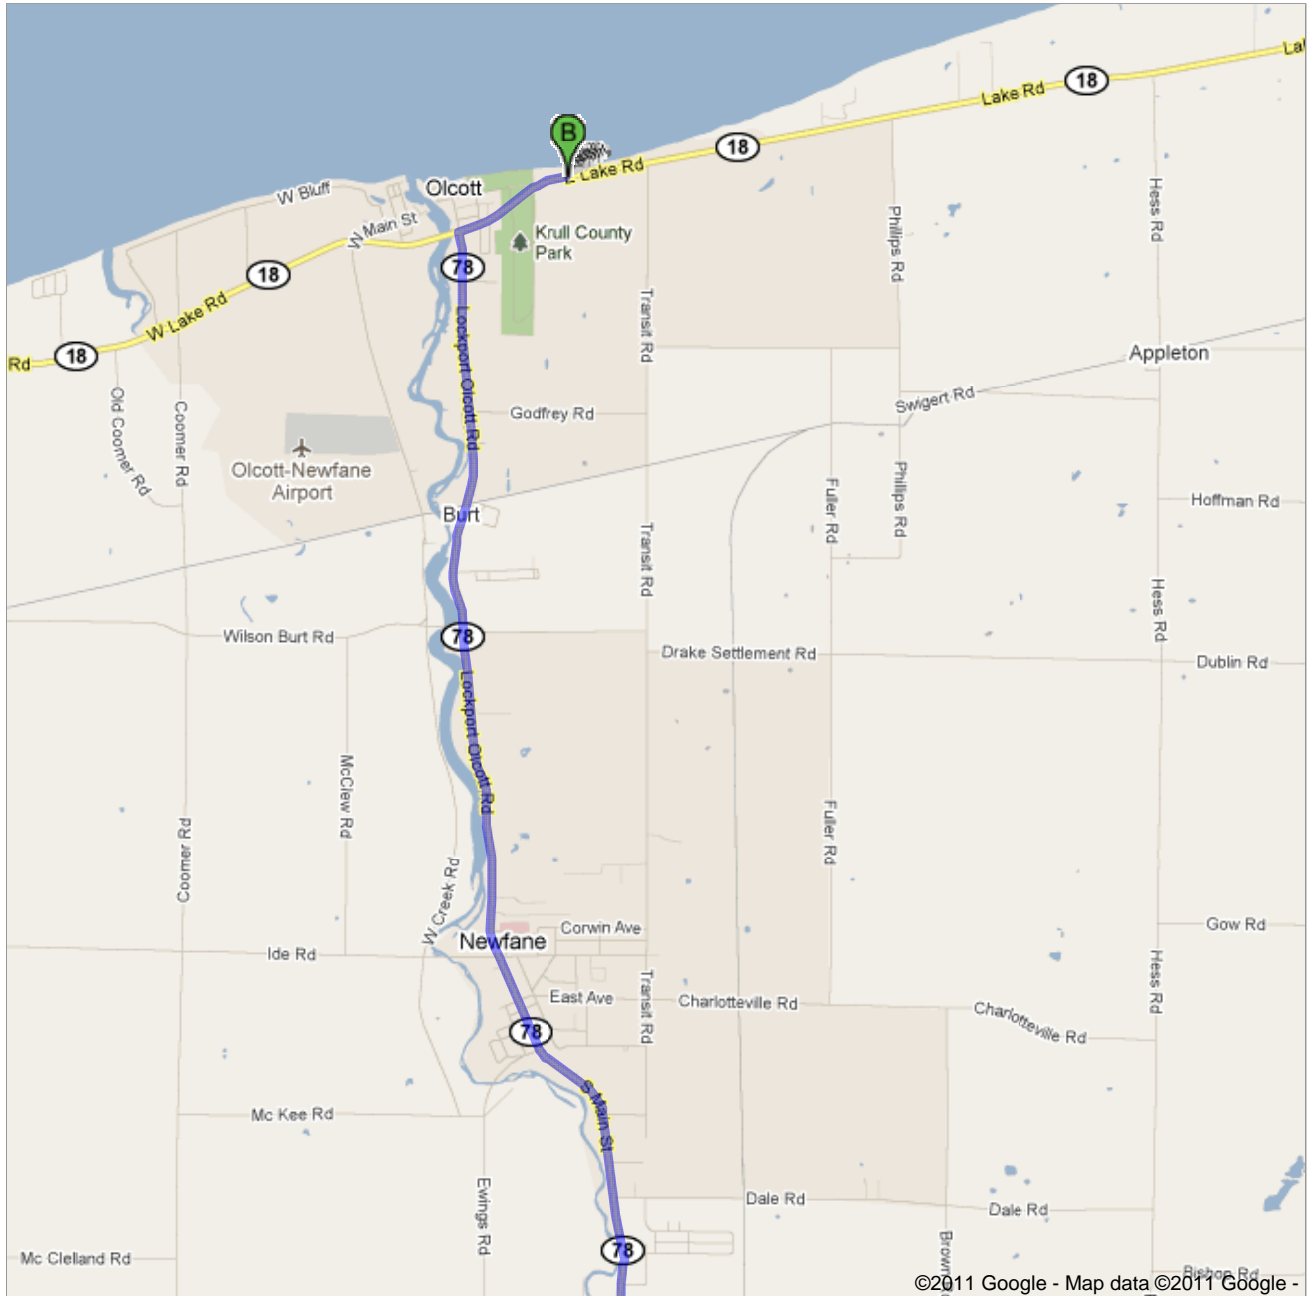 Lal
18
Lake Rd
B
18
E Lake Rd
Olcott
W Bluff
W Main St
Krull County
Park
78
18
W Lake Rd
18
Rd
Hess Rd
Phillips Rd
Transit Rd
Lockport Olcott Rd
Appleton
Swigert Rd
Godfrey Rd
Old Coomer Rd
Coomer Rd
Olcott-Newfane
Airport
Burt
Fuller Rd
Phillips Rd
Hoffman Rd
Transit Rd
Hess Rd
Wilson Burt Rd
78
Drake Settlement Rd
Dublin Rd
Lockport Olcott Rd
McClew Rd
Coomer Rd
Fuller Rd
W Creek Rd
Newfane
Corwin Ave
Gow Rd
Ide Rd
Transit Rd
Hess Rd
East Ave
Charlotteville Rd
Charlotteville Rd
78
S Main St
Mc Kee Rd
Ewings Rd
Dale Rd
Dale Rd
Mc Clelland Rd
78
Bishop Rd
©2011 Google - Map data ©2011 Google -